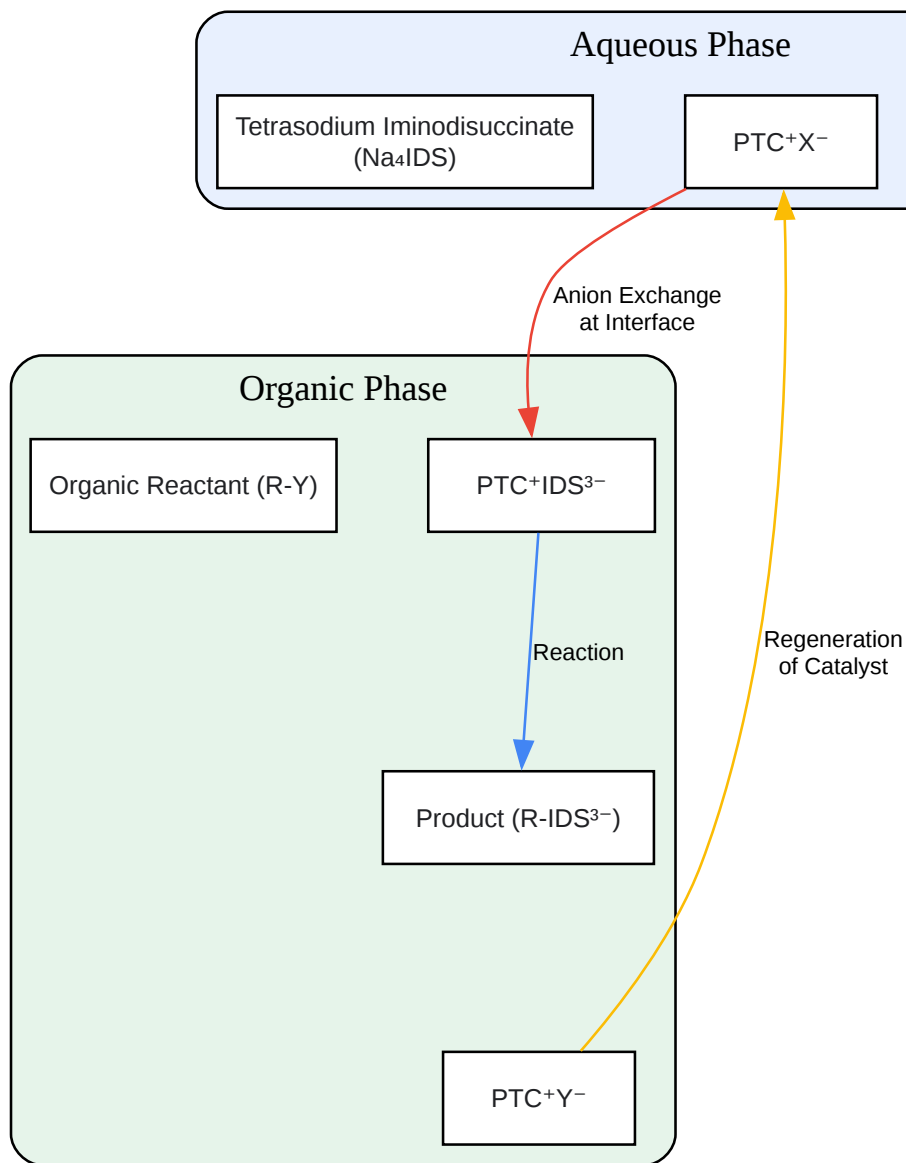 Aqueous Phase
Tetrasodium Iminodisuccinate
(Na₄IDS)
PTC⁺X⁻
Anion Exchange
at Interface
Organic Phase
Organic Reactant (R-Y)
PTC⁺IDS³⁻
Reaction
Regeneration
of Catalyst
Product (R-IDS³⁻)
PTC⁺Y⁻